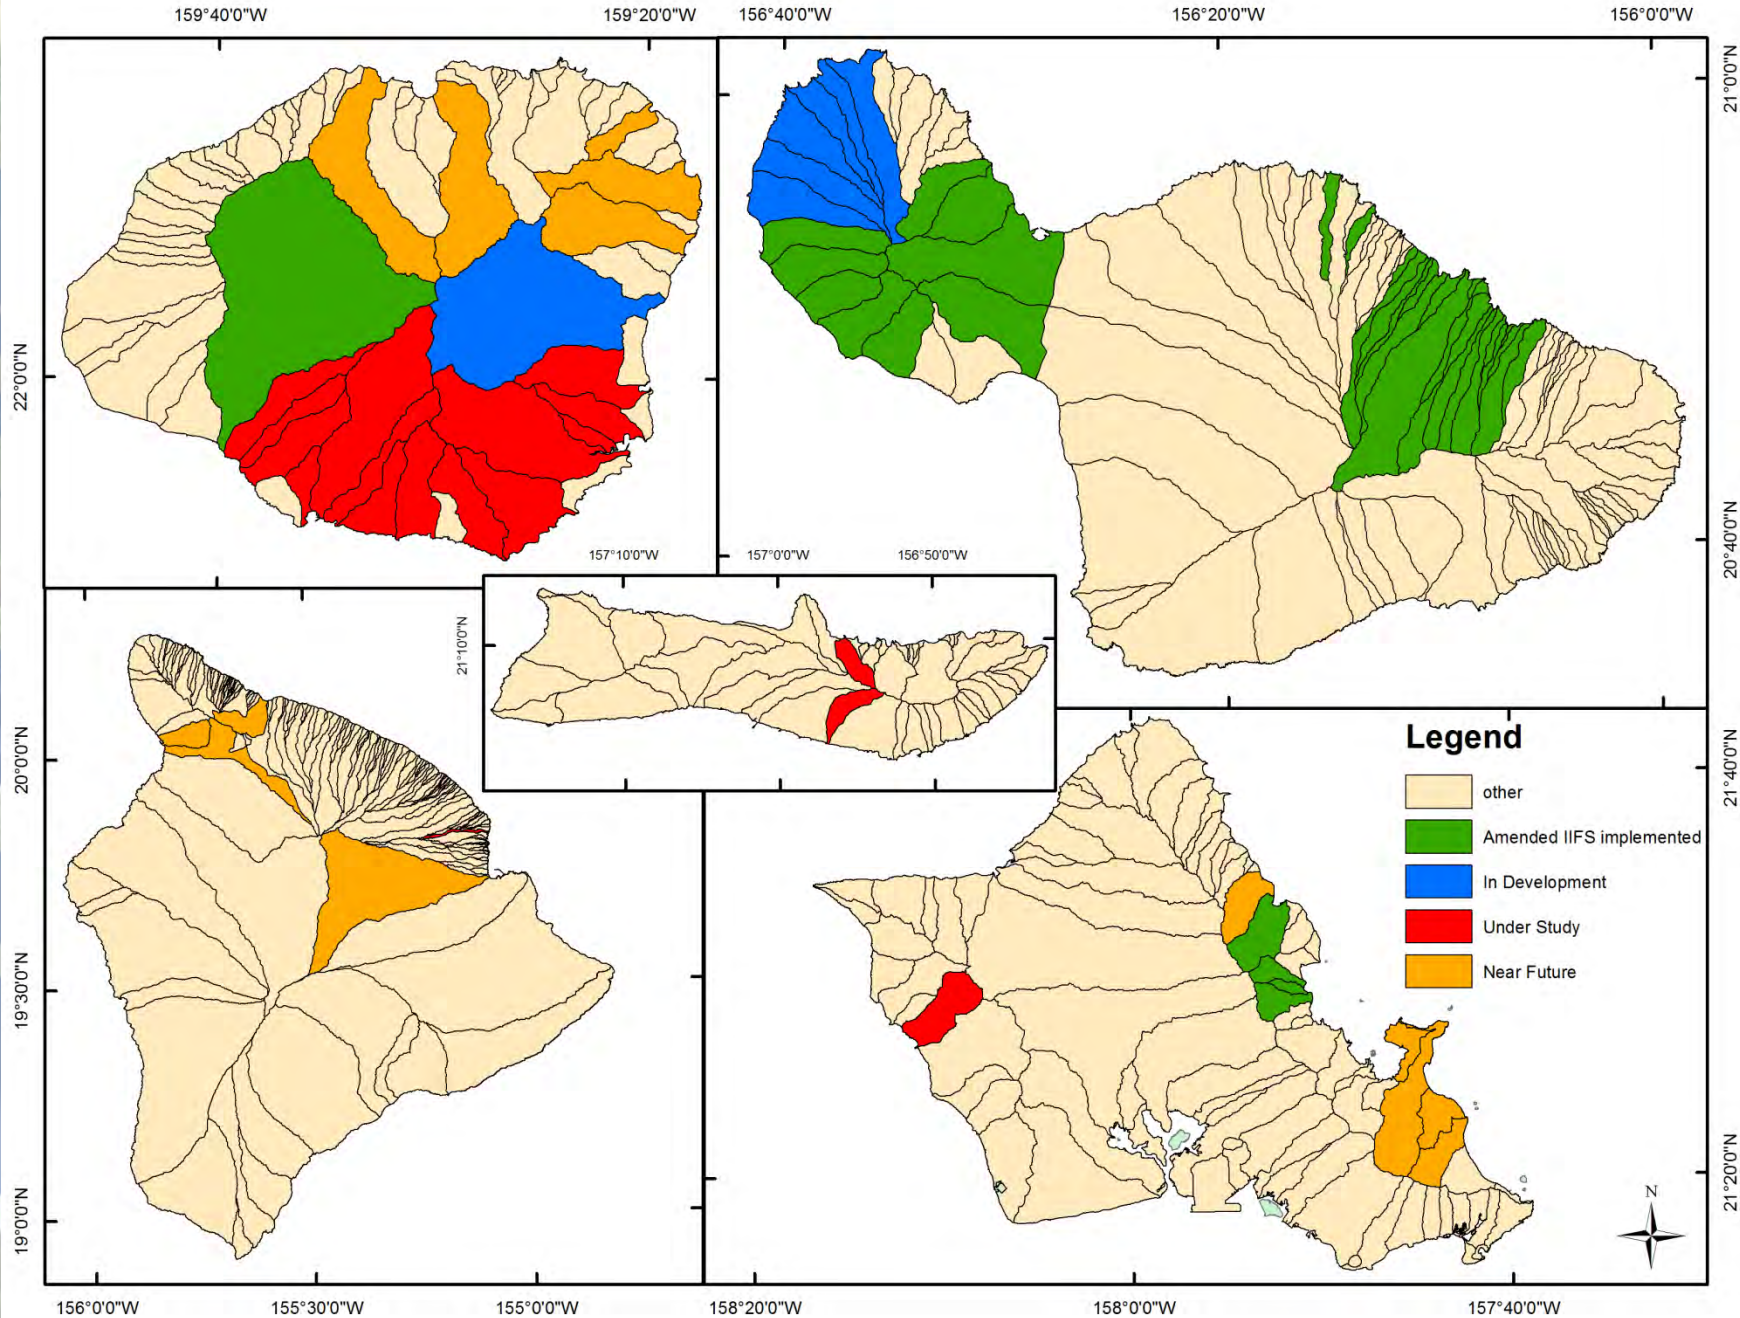 159°40'0"W
159°20'0"W
156°40'0"W
156°20'0"W
156°0'0"W
21°0'0"N
22°0'0"N
20°40'0"N
157°10'0"W
157°0'0"W
156°50'0"W
21°10'0"N
20°0'0"N
19°30'0"N
19°0'0"N
21°40'0"N
21°20'0"N
Legend
other
Amended IIFS implemented
In Development
Under Study
Near Future
N
156°0'0"W
155°30'0"W
155°0'0"W
158°20'0"W
158°0'0"W
157°40'0"W